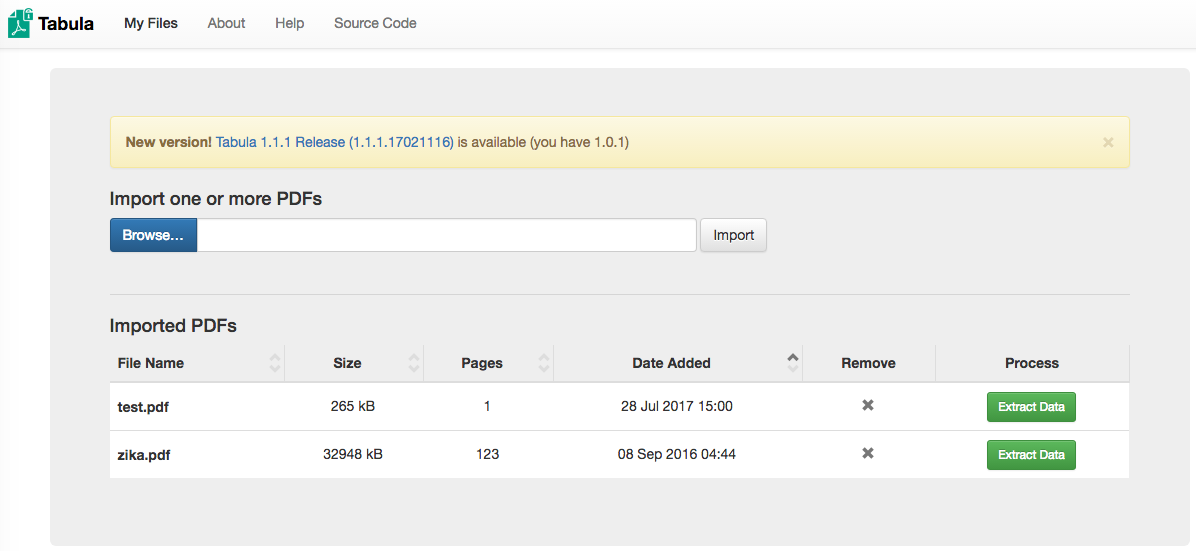 Tabula My Files About Help Source Code
New version! Tabula 1.1.1 Release (1.1.1.17021116) is available (you have 1.0.1) ×
Import one or more PDFs
Browse... Import
Imported PDFs
File Name Size Pages Date Added Remove Process
test.pdf 265 kB 1 28 Jul 2017 15:00 Extract Data
zika.pdf 32948 kB 123 08 Sep 2016 04:44 Extract Data